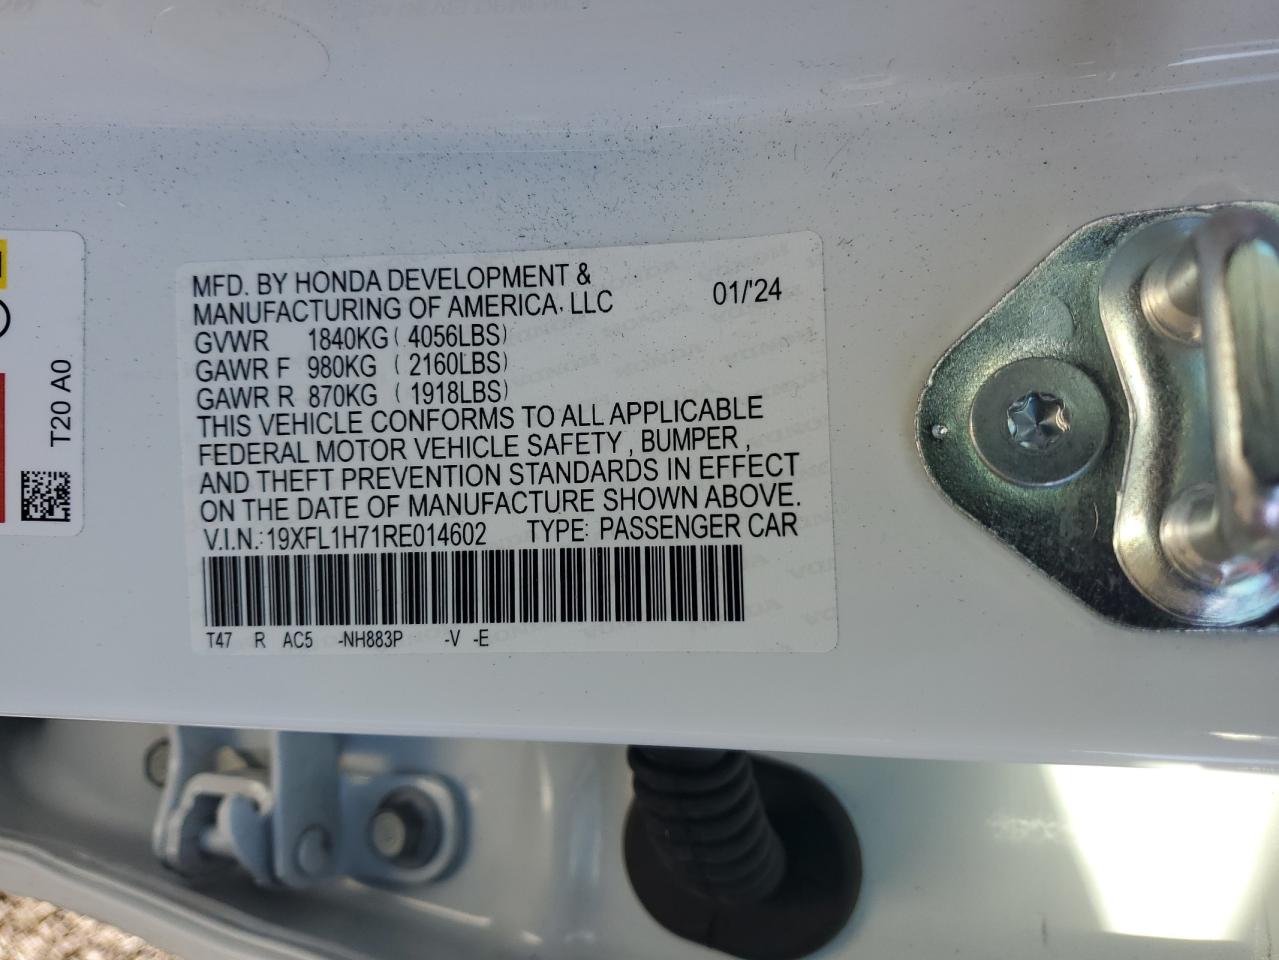 MFD. BY HONDA DEVELOPMENT &
MANUFACTURING OF AMERICA, LLC 01/'24
GVWR 1840KG ( 4056LBS)
GAWR F 980KG ( 2160LBS)
GAWR R 870KG ( 1918LBS)
THIS VEHICLE CONFORMS TO ALL APPLICABLE
FEDERAL MOTOR VEHICLE SAFETY , BUMPER ,
AND THEFT PREVENTION STANDARDS IN EFFECT
ON THE DATE OF MANUFACTURE SHOWN ABOVE.
V.I.N.: 19XFL1H71RE014602 TYPE: PASSENGER CAR
T47 R AC5 -NH883P -V -E
T20 A0